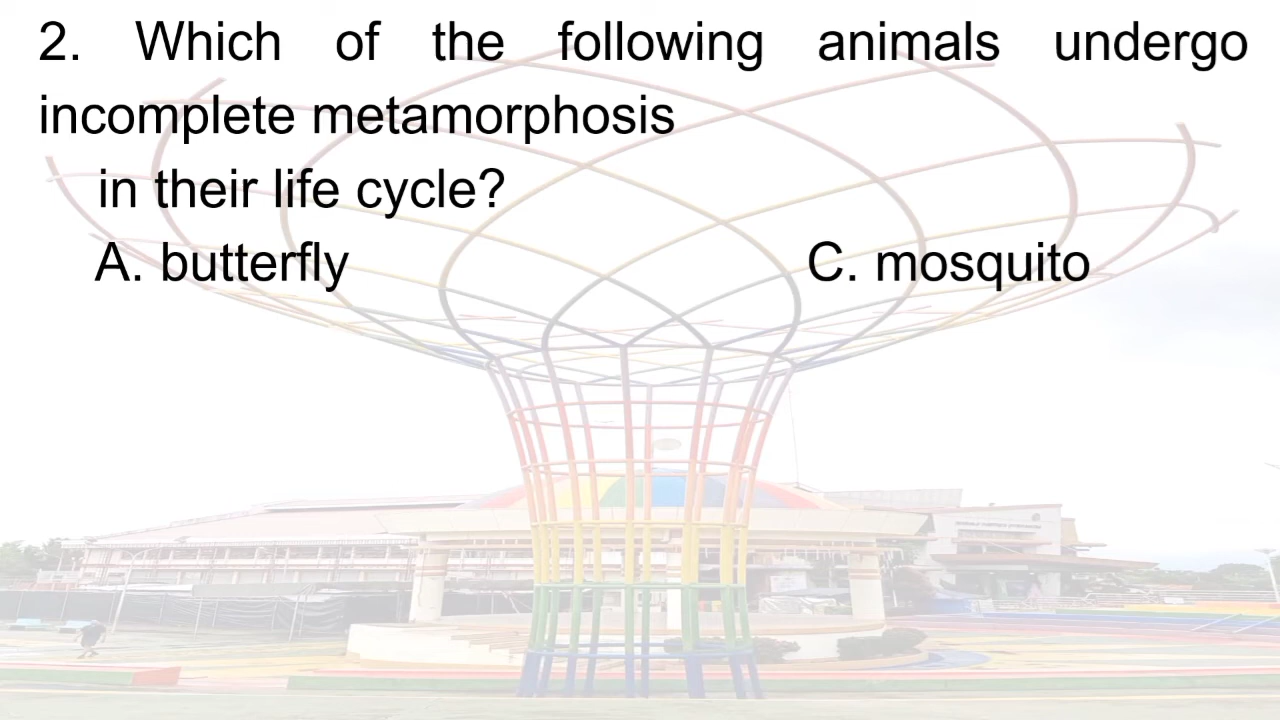 2. Which of the following animals undergo
incomplete metamorphosis
in their life cycle?
A. butterfly C. mosquito